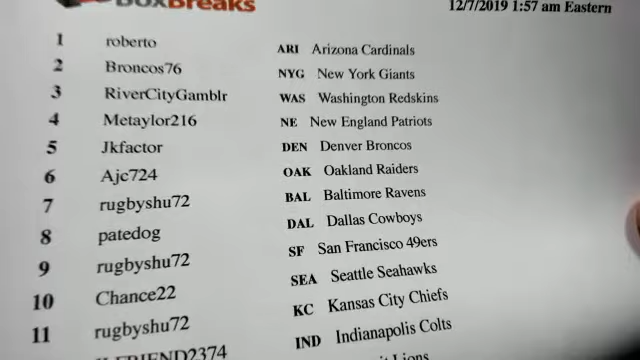 BoxBreaks 12/7/2019 1:57 am Eastern
1 roberto ARI Arizona Cardinals
2 Broncos76 NYG New York Giants
3 RiverCityGamblr WAS Washington Redskins
4 Metaylor216 NE New England Patriots
5 Jkfactor DEN Denver Broncos
6 Ajc724 OAK Oakland Raiders
7 rugbyshu72 BAL Baltimore Ravens
8 patedog DAL Dallas Cowboys
9 rugbyshu72 SF San Francisco 49ers
10 Chance22 SEA Seattle Seahawks
11 rugbyshu72 KC Kansas City Chiefs
IND Indianapolis Colts
Lions